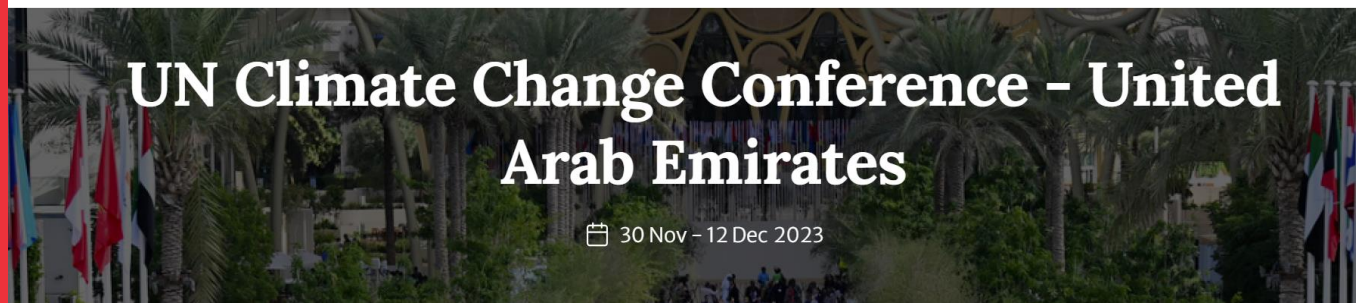 UN Climate Change Conference - United
Arab Emirates
30 Nov – 12 Dec 2023